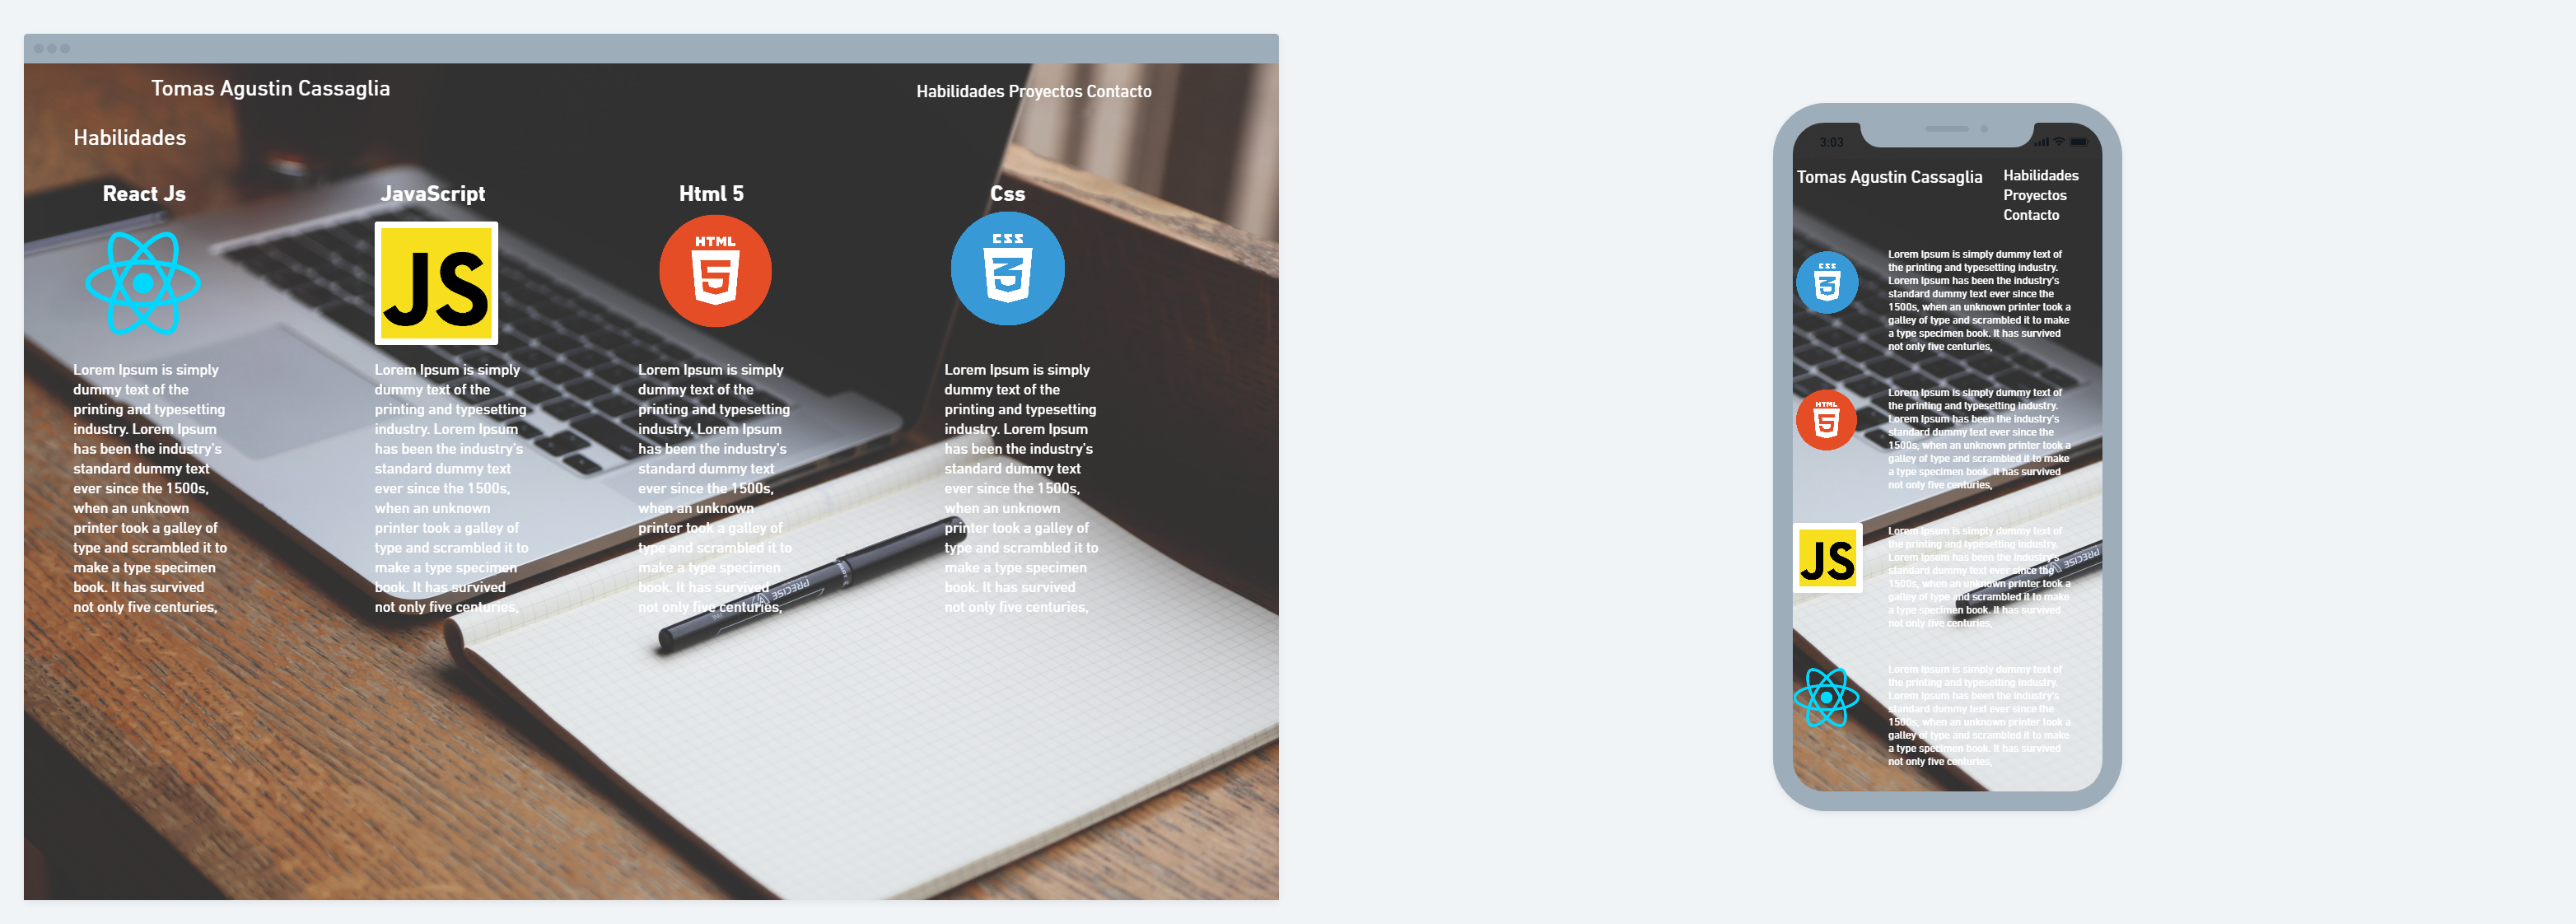 Tomas Agustin Cassaglia
Habilidades Proyectos Contacto
Habilidades
React Js
JavaScript
Html 5
Css
JS
HTML
5
CSS
3
Lorem Ipsum is simply
dummy text of the
printing and typesetting
industry. Lorem Ipsum
has been the industry's
standard dummy text
ever since the 1500s,
when an unknown
printer took a galley of
type and scrambled it to
make a type specimen
book. It has survived
not only five centuries,
Lorem Ipsum is simply
dummy text of the
printing and typesetting
industry. Lorem Ipsum
has been the industry's
standard dummy text
ever since the 1500s,
when an unknown
printer took a galley of
type and scrambled it to
make a type specimen
book. It has survived
not only five centuries,
Lorem Ipsum is simply
dummy text of the
printing and typesetting
industry. Lorem Ipsum
has been the industry's
standard dummy text
ever since the 1500s,
when an unknown
printer took a galley of
type and scrambled it to
make a type specimen
book. It has survived
not only five centuries,
Lorem Ipsum is simply
dummy text of the
printing and typesetting
industry. Lorem Ipsum
has been the industry's
standard dummy text
ever since the 1500s,
when an unknown
printer took a galley of
type and scrambled it to
make a type specimen
book. It has survived
not only five centuries,
PRECISE
3:03
Tomas Agustin Cassaglia
Habilidades
Proyectos
Contacto
CSS
3
Lorem Ipsum is simply dummy text of
the printing and typesetting industry.
Lorem Ipsum has been the industry's
standard dummy text ever since the
1500s, when an unknown printer took a
galley of type and scrambled it to make
a type specimen book. It has survived
not only five centuries,
HTML
5
Lorem Ipsum is simply dummy text of
the printing and typesetting industry.
Lorem Ipsum has been the industry's
standard dummy text ever since the
1500s, when an unknown printer took a
galley of type and scrambled it to make
a type specimen book. It has survived
not only five centuries,
JS
Lorem Ipsum is simply dummy text of
the printing and typesetting industry.
Lorem Ipsum has been the industry's
standard dummy text ever since the
1500s, when an unknown printer took a
galley of type and scrambled it to make
a type specimen book. It has survived
not only five centuries,
PRECISE
Lorem Ipsum is simply dummy text of
the printing and typesetting industry.
Lorem Ipsum has been the industry's
standard dummy text ever since the
1500s, when an unknown printer took a
galley of type and scrambled it to make
a type specimen book. It has survived
not only five centuries,